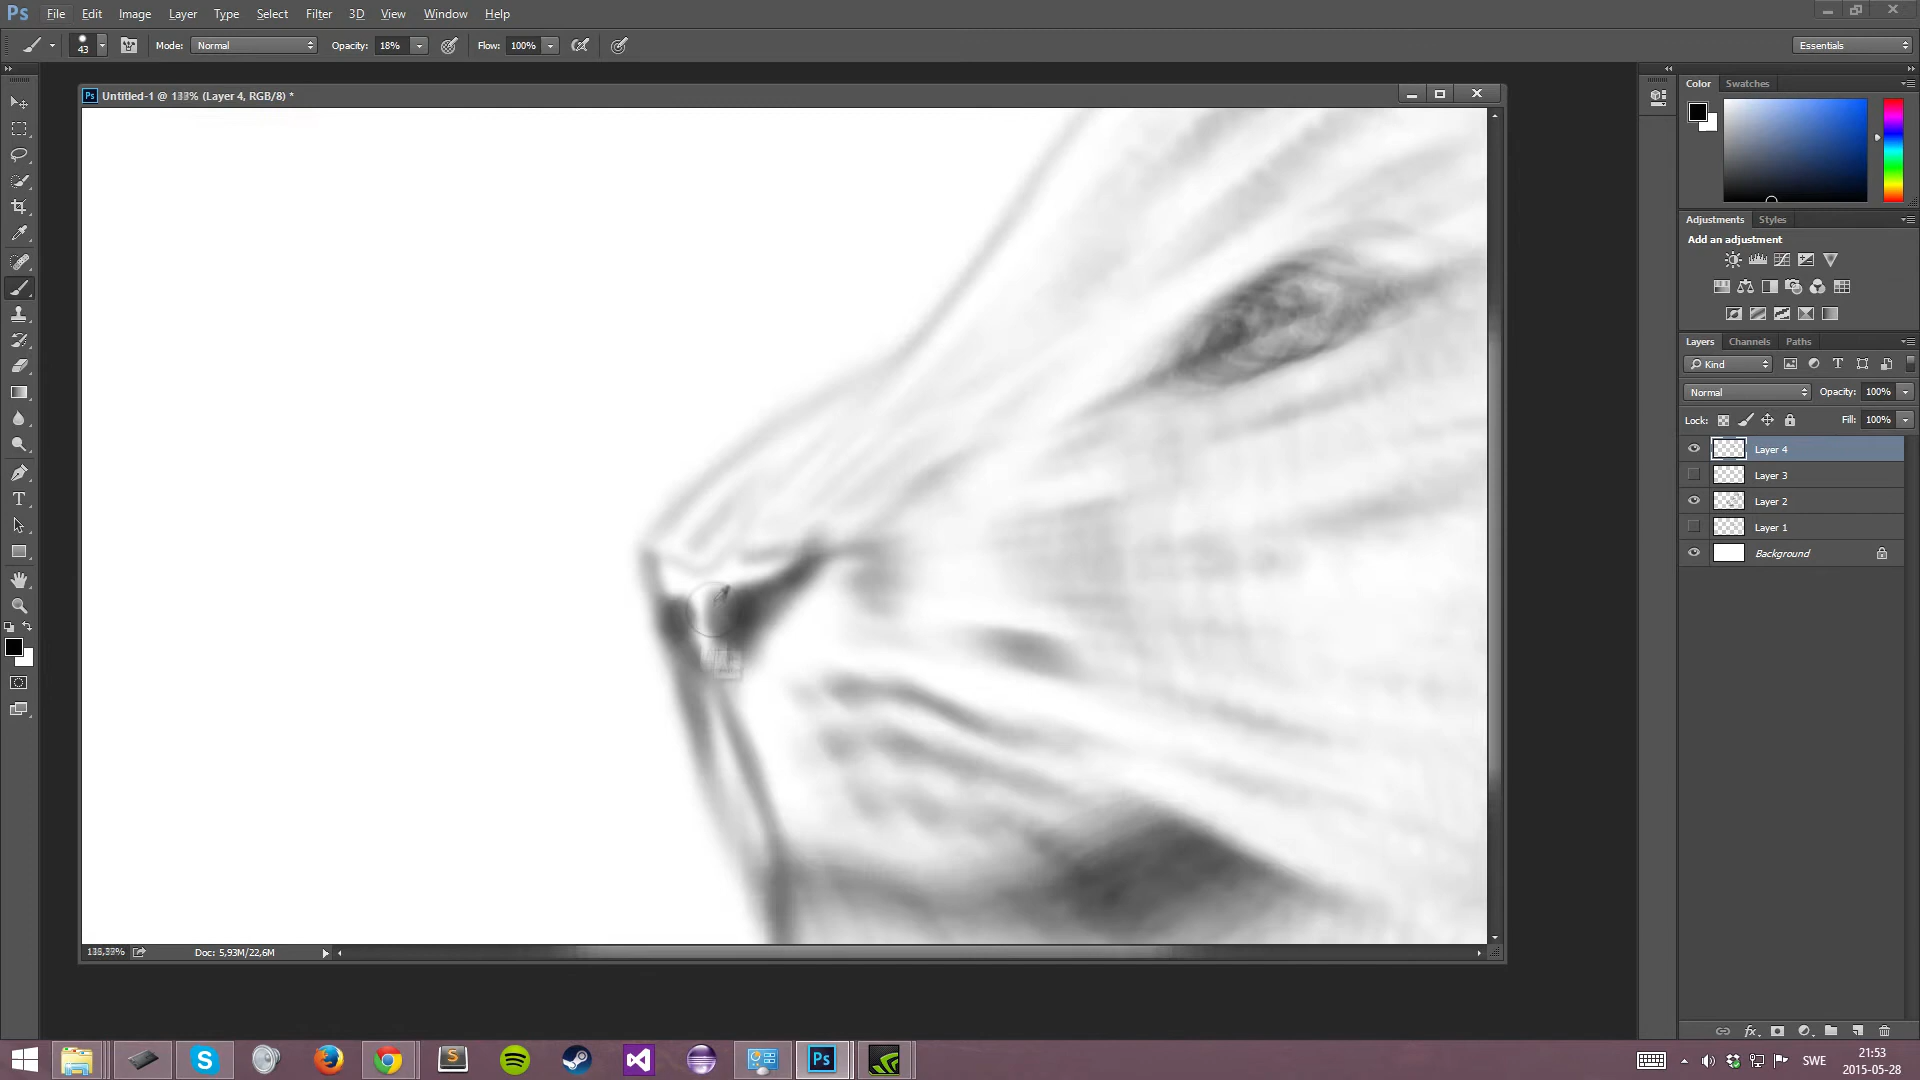 Ps File Edit Image Layer Type Select Filter 3D View Window Help
43 Mode: Normal Opacity: 18% Flow: 100% Essentials
Ps Untitled-1 @ 133% (Layer 4, RGB/8) *
Color Swatches
Adjustments Styles
Add an adjustment
Layers Channels Paths
Kind
Normal Opacity: 100%
Lock: Fill: 100%
Layer 4
Layer 3
Layer 2
Layer 1
Background
Doc: 5,93M/22,6M
SWE
21:53
2015-05-28